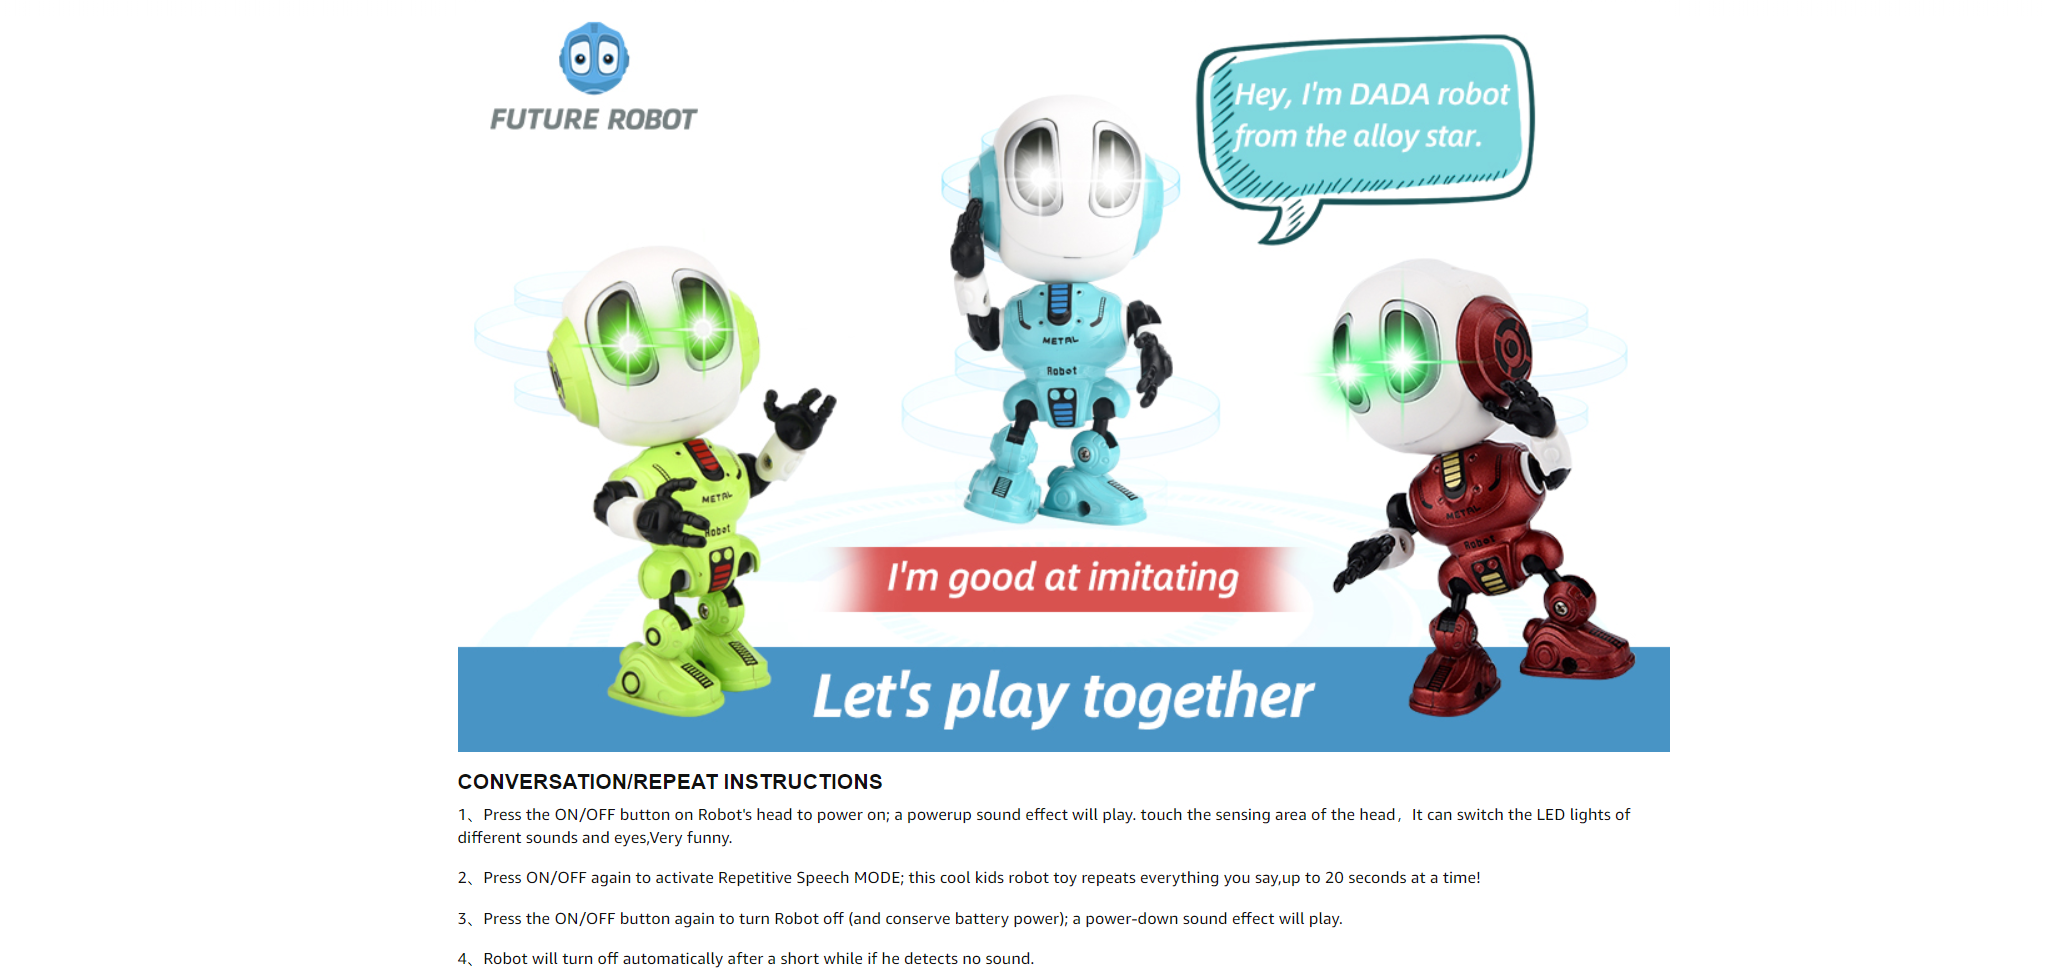 FUTURE ROBOT
Hey, I'm DADA robot
from the alloy star.
METAL
Robot
METAL
Robot
METAL
Robot
I'm good at imitating
Let's play together
CONVERSATION/REPEAT INSTRUCTIONS
1、Press the ON/OFF button on Robot's head to power on; a powerup sound effect will play. touch the sensing area of the head，It can switch the LED lights of
different sounds and eyes,Very funny.
2、Press ON/OFF again to activate Repetitive Speech MODE; this cool kids robot toy repeats everything you say,up to 20 seconds at a time!
3、Press the ON/OFF button again to turn Robot off (and conserve battery power); a power-down sound effect will play.
4、Robot will turn off automatically after a short while if he detects no sound.